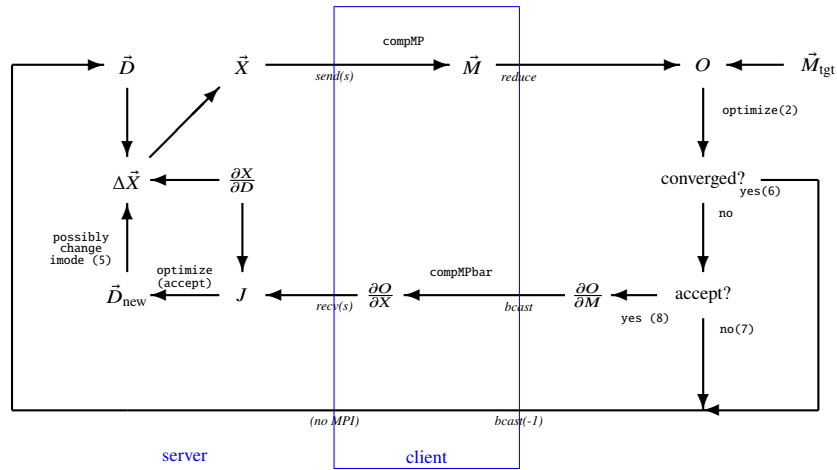 compMP
D⃗ X⃗ M⃗ O M⃗tgt
send(s) reduce
optimize(2)
ΔX⃗ ∂X/∂D converged?
yes(6)
no
possibly
change
imode (5)
optimize
(accept)
compMPbar
D⃗new J ∂O/∂X ∂O/∂M accept?
recv(s) bcast yes (8)
no(7)
(no MPI) bcast(-1)
server client